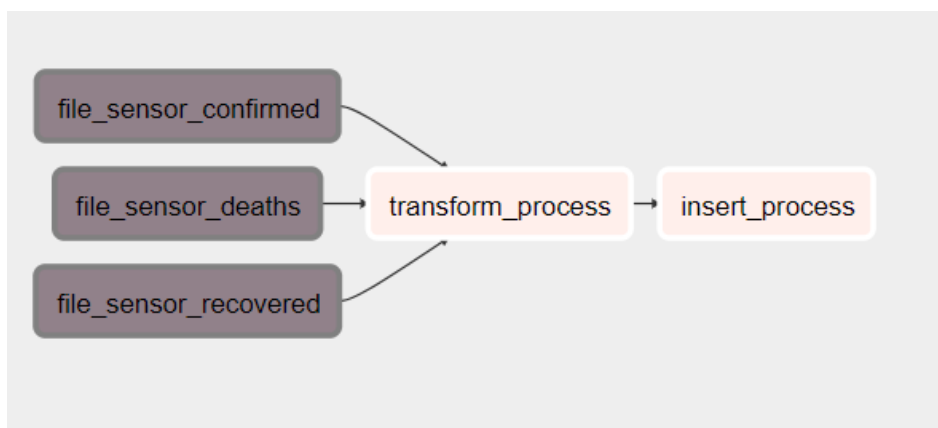 file_sensor_confirmed
file_sensor_deaths
transform_process
insert_process
file_sensor_recovered